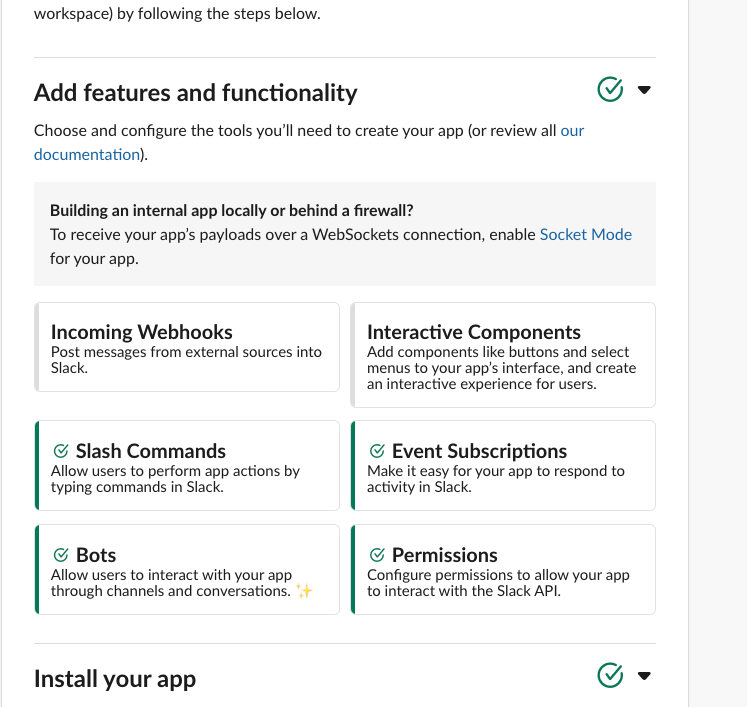 workspace) by following the steps below.
Add features and functionality
Choose and configure the tools you’ll need to create your app (or review all our
documentation).
Building an internal app locally or behind a firewall?
To receive your app’s payloads over a WebSockets connection, enable Socket Mode
for your app.
Incoming Webhooks
Post messages from external sources into
Slack.
Interactive Components
Add components like buttons and select
menus to your app’s interface, and create
an interactive experience for users.
Slash Commands
Allow users to perform app actions by
typing commands in Slack.
Event Subscriptions
Make it easy for your app to respond to
activity in Slack.
Bots
Allow users to interact with your app
through channels and conversations. ✨
Permissions
Configure permissions to allow your app
to interact with the Slack API.
Install your app